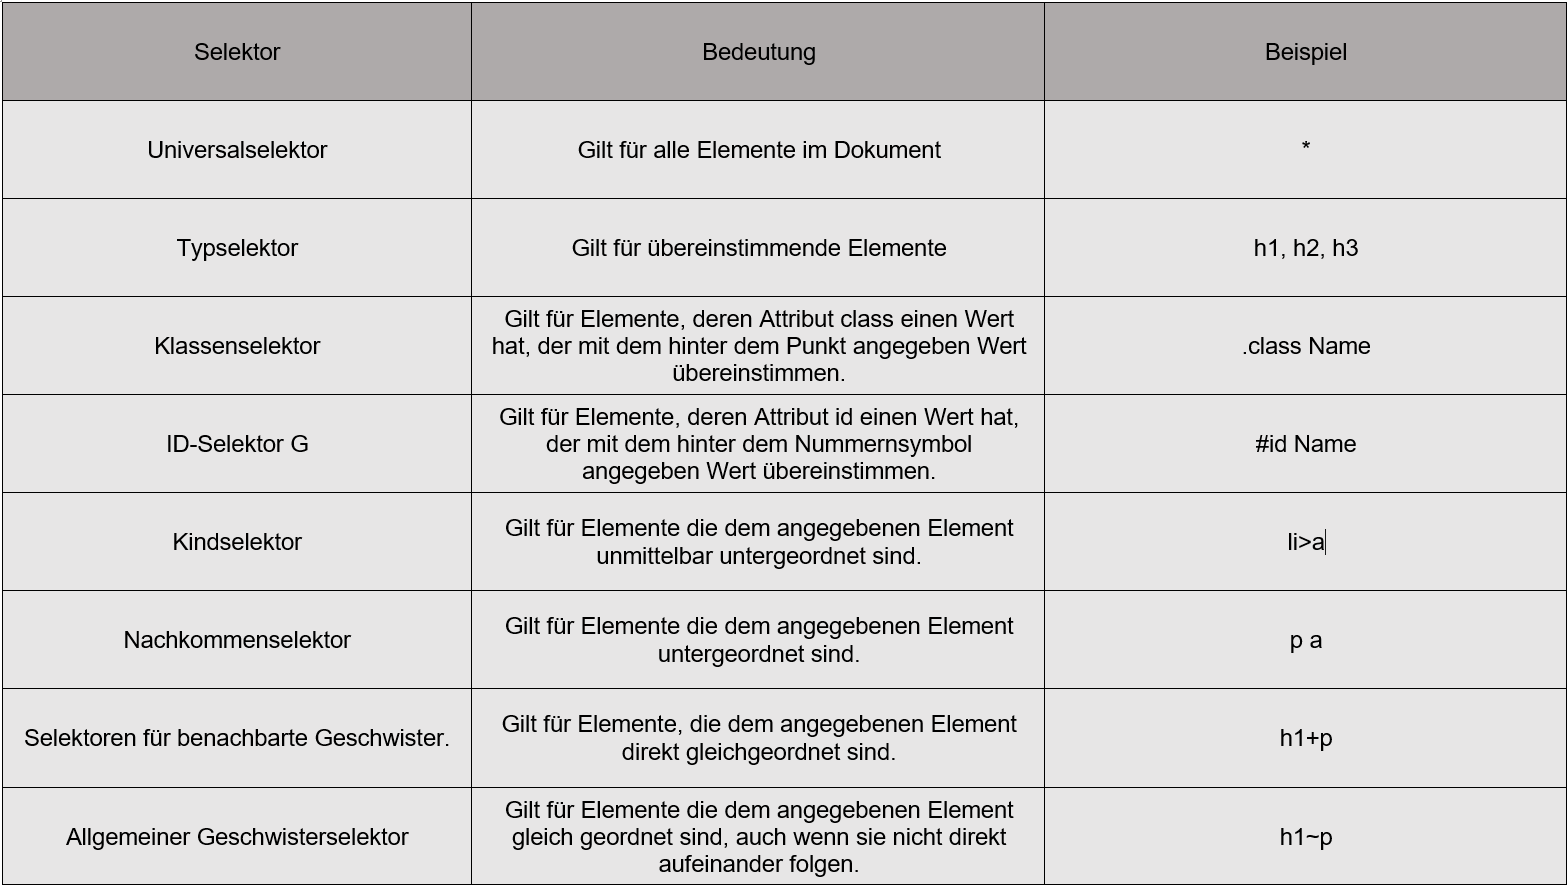 Selektor
Bedeutung
Beispiel
Universalselektor
Gilt für alle Elemente im Dokument
*
Typselektor
Gilt für übereinstimmende Elemente
h1, h2, h3
Klassenselektor
Gilt für Elemente, deren Attribut class einen Wert
hat, der mit dem hinter dem Punkt angegeben Wert
übereinstimmen.
.class Name
ID-Selektor G
Gilt für Elemente, deren Attribut id einen Wert hat,
der mit dem hinter dem Nummernsymbol
angegeben Wert übereinstimmen.
#id Name
Kindselektor
Gilt für Elemente die dem angegebenen Element
unmittelbar untergeordnet sind.
li>a
Nachkommenselektor
Gilt für Elemente die dem angegebenen Element
untergeordnet sind.
p a
Selektoren für benachbarte Geschwister.
Gilt für Elemente, die dem angegebenen Element
direkt gleichgeordnet sind.
h1+p
Allgemeiner Geschwisterselektor
Gilt für Elemente die dem angegebenen Element
gleich geordnet sind, auch wenn sie nicht direkt
aufeinander folgen.
h1~p